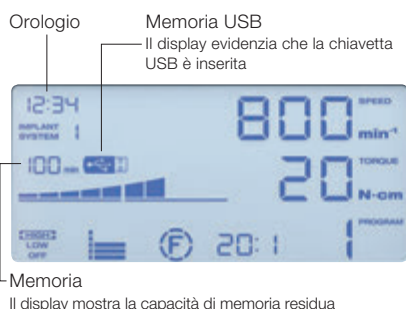 Orologio
Memoria USB
Il display evidenzia che la chiavetta
USB è inserita
12:34
IMPLANT
SYSTEM 1
100 min
800 SPEED
min-1
20 TORQUE
N·cm
HIGH
LOW
OFF
F
20:1
1 PROGRAM
Memoria
Il display mostra la capacità di memoria residua